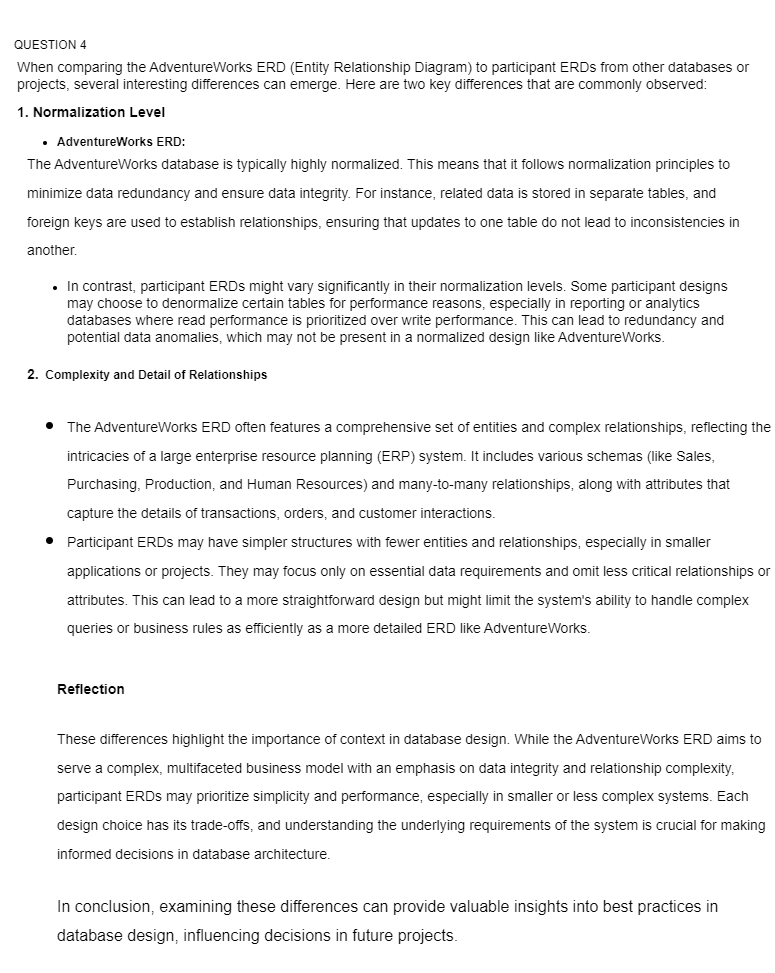 QUESTION 4
When comparing the AdventureWorks ERD (Entity Relationship Diagram) to participant ERDs from other databases or
projects, several interesting differences can emerge. Here are two key differences that are commonly observed:
1. Normalization Level
• AdventureWorks ERD:
The AdventureWorks database is typically highly normalized. This means that it follows normalization principles to
minimize data redundancy and ensure data integrity. For instance, related data is stored in separate tables, and
foreign keys are used to establish relationships, ensuring that updates to one table do not lead to inconsistencies in
another.
• In contrast, participant ERDs might vary significantly in their normalization levels. Some participant designs
may choose to denormalize certain tables for performance reasons, especially in reporting or analytics
databases where read performance is prioritized over write performance. This can lead to redundancy and
potential data anomalies, which may not be present in a normalized design like AdventureWorks.
2. Complexity and Detail of Relationships
• The AdventureWorks ERD often features a comprehensive set of entities and complex relationships, reflecting the
intricacies of a large enterprise resource planning (ERP) system. It includes various schemas (like Sales,
Purchasing, Production, and Human Resources) and many-to-many relationships, along with attributes that
capture the details of transactions, orders, and customer interactions.
• Participant ERDs may have simpler structures with fewer entities and relationships, especially in smaller
applications or projects. They may focus only on essential data requirements and omit less critical relationships or
attributes. This can lead to a more straightforward design but might limit the system's ability to handle complex
queries or business rules as efficiently as a more detailed ERD like AdventureWorks.
Reflection
These differences highlight the importance of context in database design. While the AdventureWorks ERD aims to
serve a complex, multifaceted business model with an emphasis on data integrity and relationship complexity,
participant ERDs may prioritize simplicity and performance, especially in smaller or less complex systems. Each
design choice has its trade-offs, and understanding the underlying requirements of the system is crucial for making
informed decisions in database architecture.
In conclusion, examining these differences can provide valuable insights into best practices in
database design, influencing decisions in future projects.